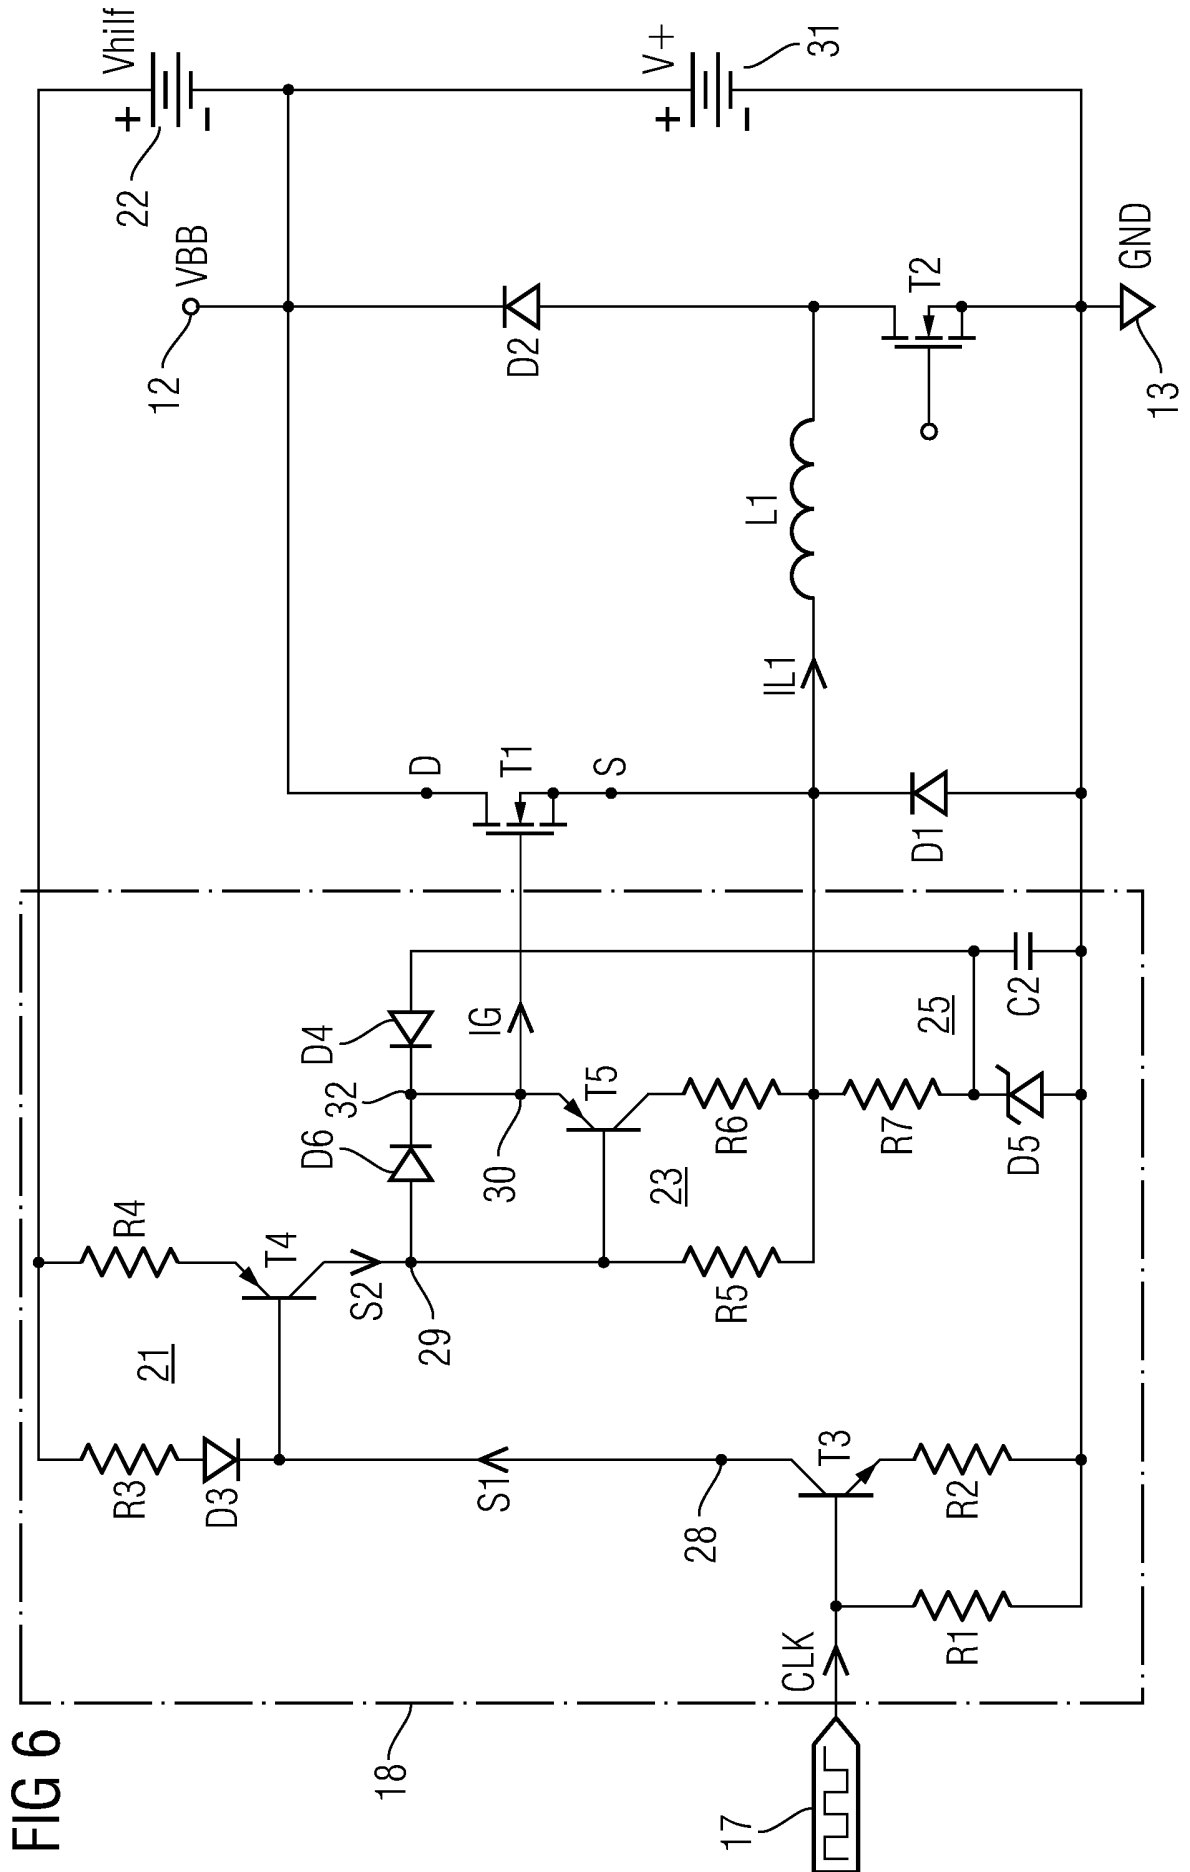 FIG 6
18
17
CLK
R1
R2
T3
28
S1
D3
R3
21
R4
T4
S2
29
R5
23
R6
T5
30
D6
32
D4
IG
R7
D5
25
C2
D
T1
S
D1
IL1
L1
D2
T2
12
VBB
22
Vhilf
+
−
V+
+
−
31
GND
13